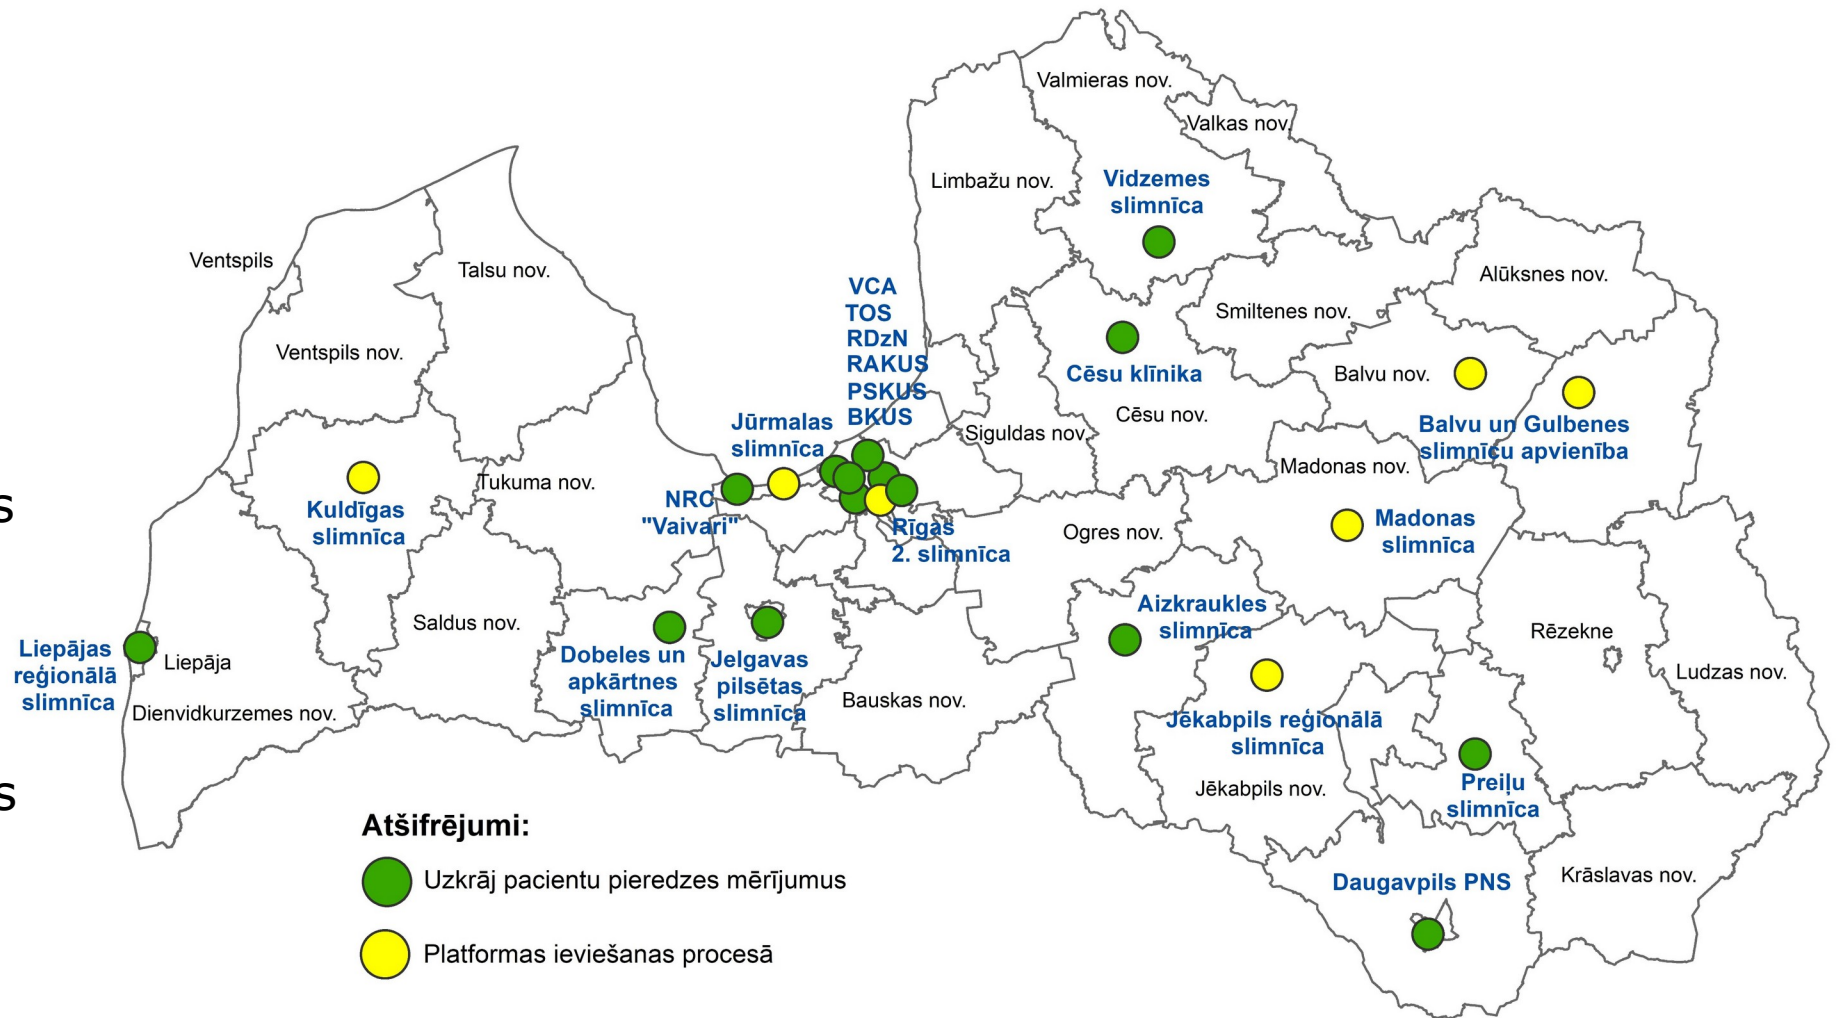 Valmieras nov.
Valkas nov.
Limbažu nov.
Vidzemes
slimnīca
Ventspils
Talsu nov.
Alūksnes nov.
VCA
TOS
RDzN
RAKUS
PSKUS
BKUS
Smiltenes nov.
Ventspils nov.
Cēsu klīnika
Cēsu nov.
Balvu nov.
Balvu un Gulbenes
slimnīcu apvienība
Jūrmalas
slimnīca
Siguldas nov.
Madonas nov.
Tukuma nov.
Kuldīgas
slimnīca
NRC
"Vaivari"
Rīgas
2. slimnīca
Ogres nov.
Madonas
slimnīca
s
Aizkraukles
slimnīca
Saldus nov.
Rēzekne
Ludzas nov.
Liepājas
reģionālā
slimnīca
Liepāja
Dienvidkurzemes nov.
Dobeles un
apkārtnes
slimnīca
Jelgavas
pilsētas
slimnīca
Bauskas nov.
Jēkabpils reģionālā
slimnīca
Jēkabpils nov.
Preiļu
slimnīca
s
Daugavpils PNS
Krāslavas nov.
Atšifrējumi:
Uzkrāj pacientu pieredzes mērījumus
Platformas ieviešanas procesā